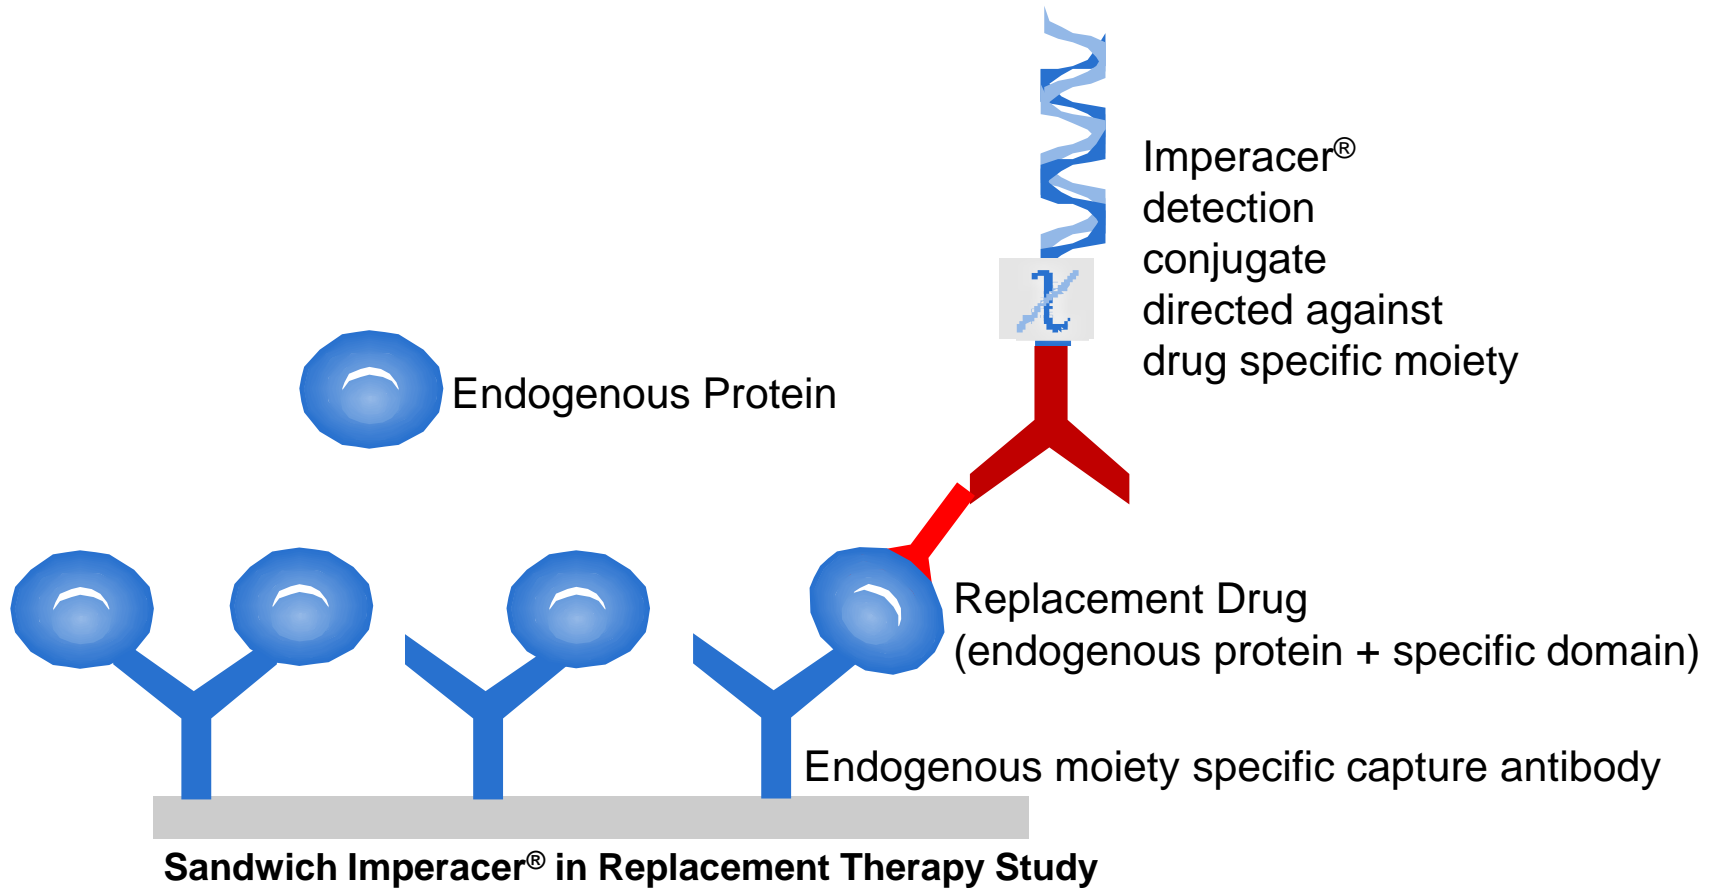 Imperacer®
detection
conjugate
directed against
drug specific moiety
Endogenous Protein
Replacement Drug
(endogenous protein + specific domain)
Endogenous moiety specific capture antibody
Sandwich Imperacer® in Replacement Therapy Study